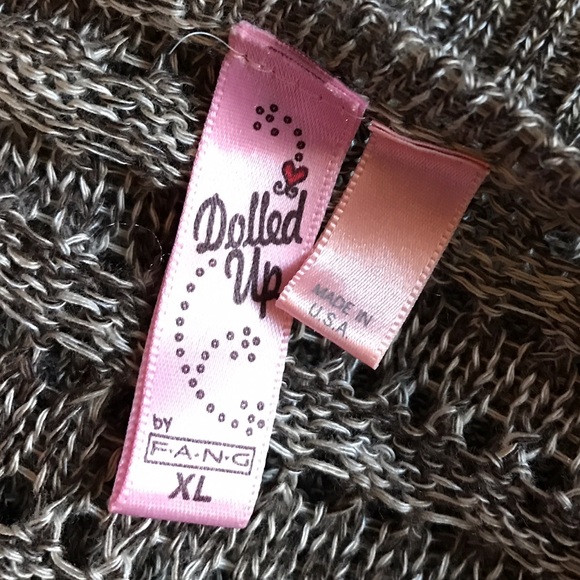 Dolled
Up
by
F·A·N·G
XL
MADE IN
U.S.A